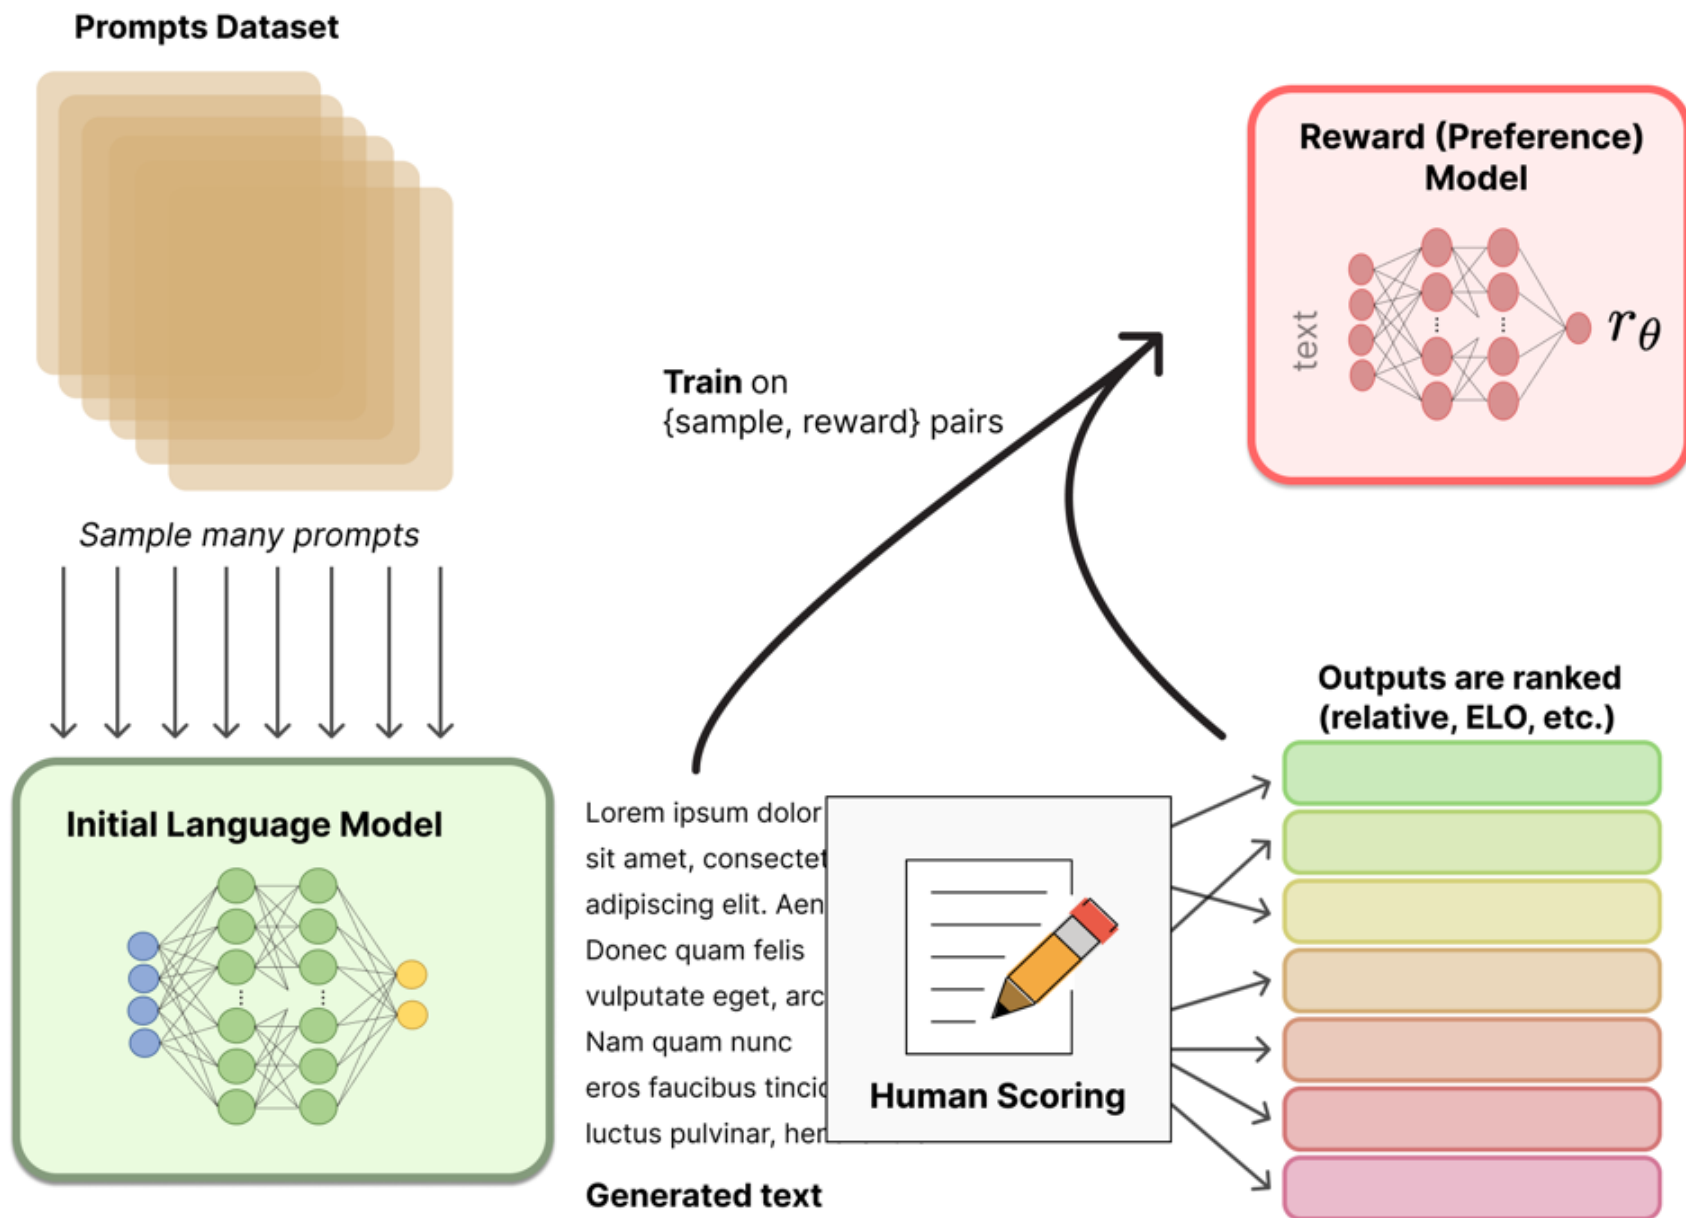 Prompts Dataset
Sample many prompts
Initial Language Model
Train on
{sample, reward} pairs
Reward (Preference)
Model
text
rθ
Lorem ipsum dolor
sit amet, consectet
adipiscing elit. Aen
Donec quam felis
vulputate eget, arc
Nam quam nunc
eros faucibus tincid
luctus pulvinar, her
Generated text
Human Scoring
Outputs are ranked
(relative, ELO, etc.)